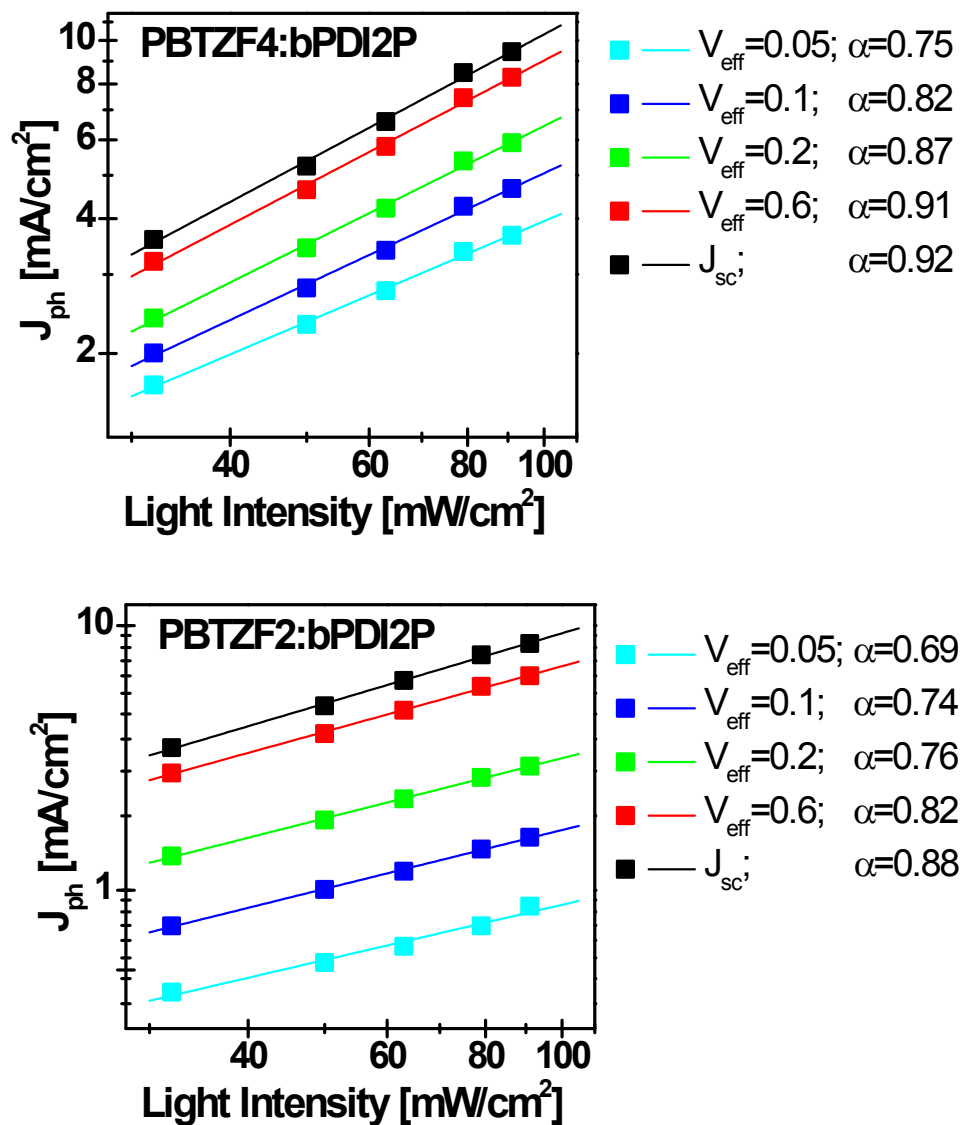 PBTZF4:bPDI2P
10
8
6
4
2
J_ph [mA/cm²]
40 60 80 100
Light Intensity [mW/cm²]
V_eff=0.05; α=0.75
V_eff=0.1; α=0.82
V_eff=0.2; α=0.87
V_eff=0.6; α=0.91
J_sc; α=0.92
PBTZF2:bPDI2P
10
1
J_ph [mA/cm²]
40 60 80 100
Light Intensity [mW/cm²]
V_eff=0.05; α=0.69
V_eff=0.1; α=0.74
V_eff=0.2; α=0.76
V_eff=0.6; α=0.82
J_sc; α=0.88